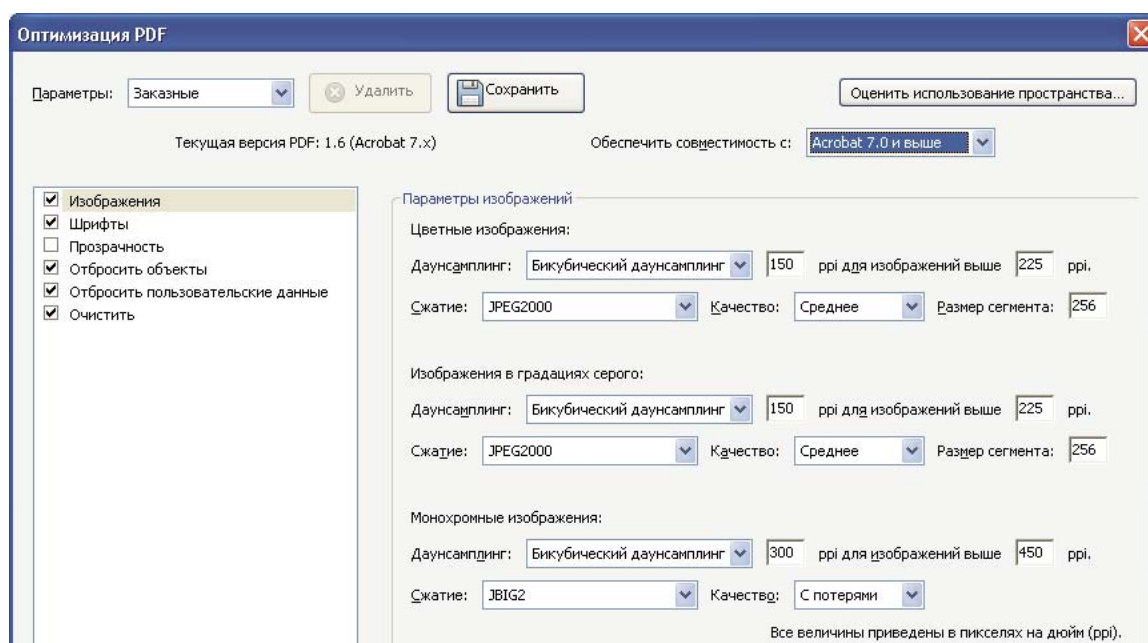 Оптимизация PDF
Параметры: Заказные Удалить Сохранить Оценить использование пространства...
Текущая версия PDF: 1.6 (Acrobat 7.x) Обеспечить совместимость с: Acrobat 7.0 и выше
Изображения
Шрифты
Прозрачность
Отбросить объекты
Отбросить пользовательские данные
Очистить
Параметры изображений
Цветные изображения:
Даунсамплинг: Бикубический даунсамплинг 150 ppi для изображений выше 225 ppi.
Сжатие: JPEG2000 Качество: Среднее Размер сегмента: 256
Изображения в градациях серого:
Даунсамплинг: Бикубический даунсамплинг 150 ppi для изображений выше 225 ppi.
Сжатие: JPEG2000 Качество: Среднее Размер сегмента: 256
Монохромные изображения:
Даунсамплинг: Бикубический даунсамплинг 300 ppi для изображений выше 450 ppi.
Сжатие: JBIG2 Качество: С потерями
Все величины приведены в пикселях на дюйм (ppi).